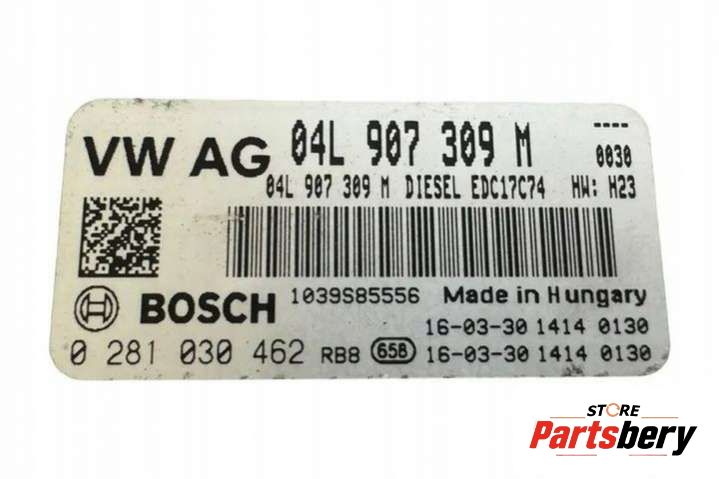 VW AG 04L 907 309 M ----
0030
04L 907 309 M DIESEL EDC17C74 HW: H23
BOSCH 1039S85556 Made in Hungary
16-03-30 1414 0130
0 281 030 462 RB8 658 16-03-30 1414 0130
STORE
Partsbery